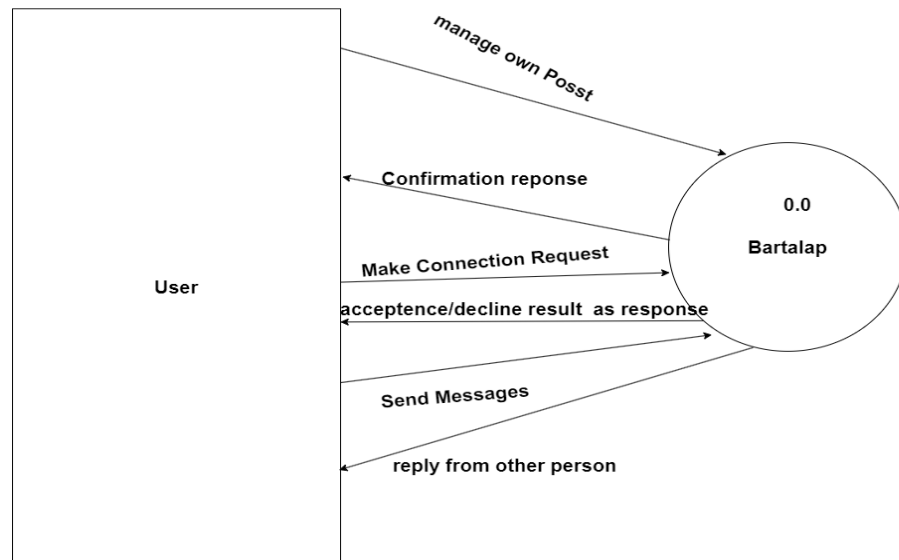 manage own Posst
Confirmation reponse
0.0
Bartalap
Make Connection Request
User
acceptence/decline result as response
Send Messages
reply from other person